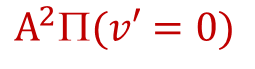 A²Π(v′ = 0)